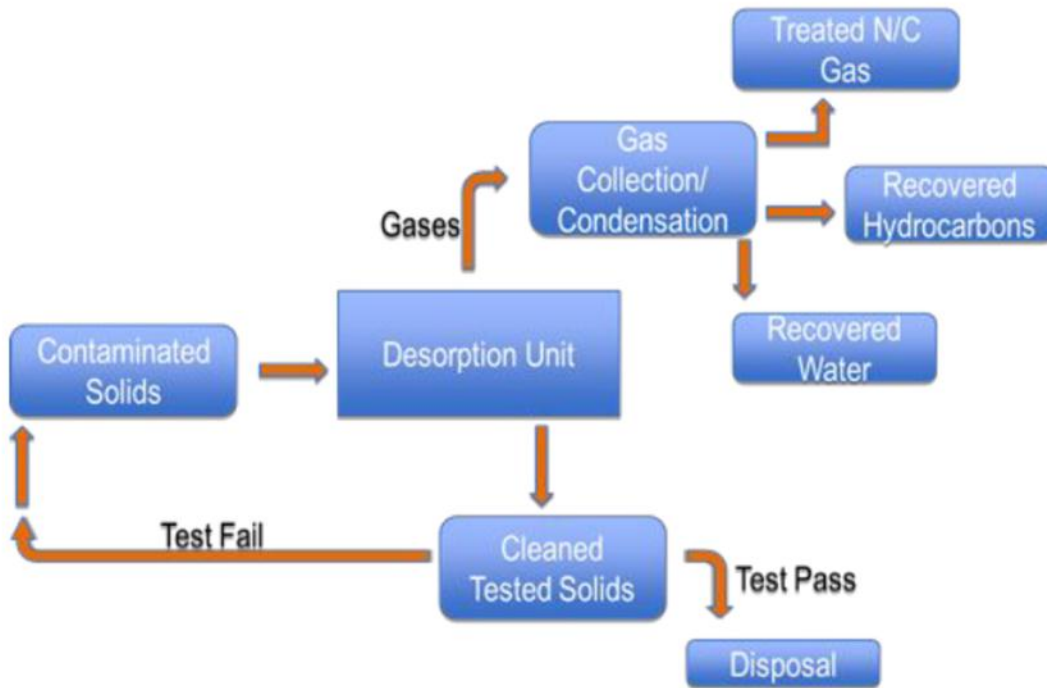 Treated N/C
Gas
Gas
Collection/
Condensation
Recovered
Hydrocarbons
Gases
Recovered
Water
Contaminated
Solids
Desorption Unit
Test Fail
Cleaned
Tested Solids
Test Pass
Disposal